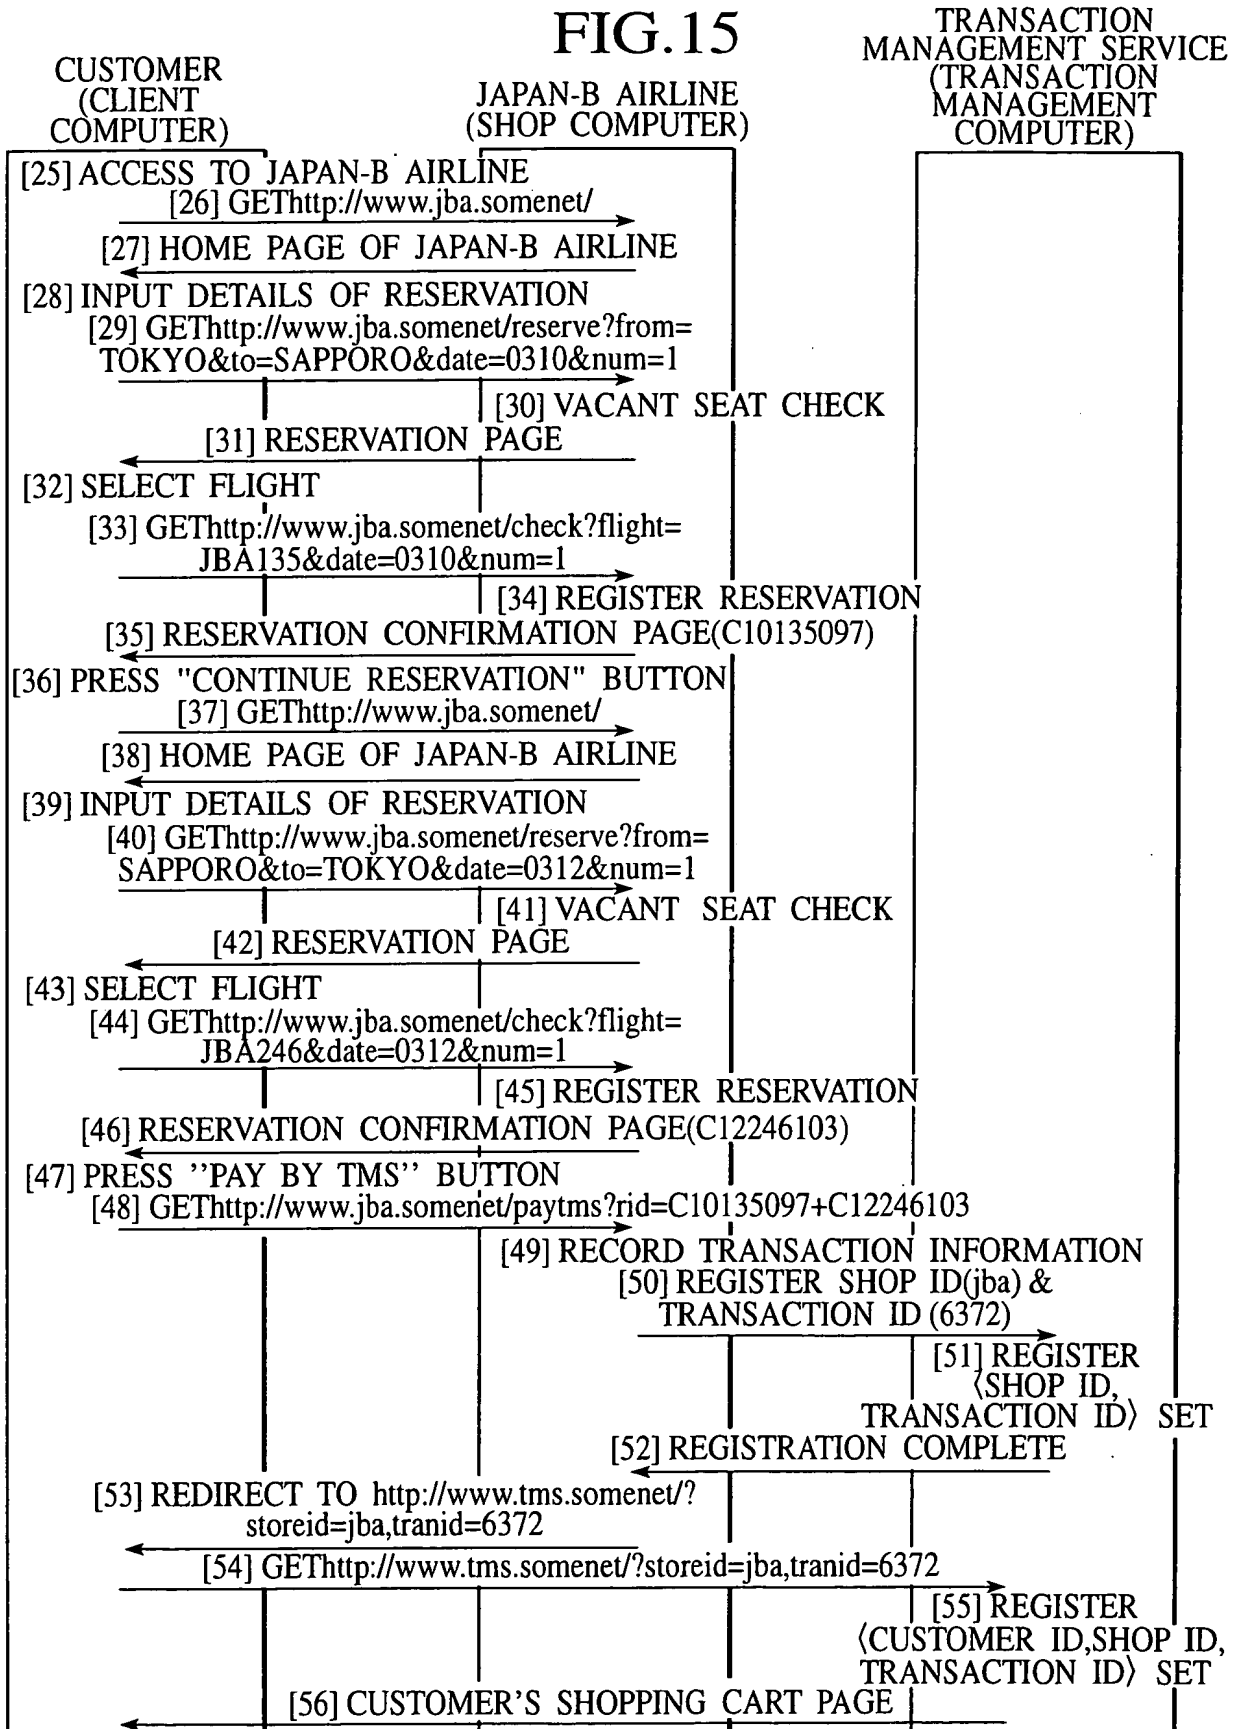 FIG.15
CUSTOMER
(CLIENT
COMPUTER)
JAPAN-B AIRLINE
(SHOP COMPUTER)
TRANSACTION
MANAGEMENT SERVICE
(TRANSACTION
MANAGEMENT
COMPUTER)
[25] ACCESS TO JAPAN-B AIRLINE
[26] GEThttp://www.jba.somenet/
[27] HOME PAGE OF JAPAN-B AIRLINE
[28] INPUT DETAILS OF RESERVATION
[29] GEThttp://www.jba.somenet/reserve?from=
TOKYO&to=SAPPORO&date=0310&num=1
[30] VACANT SEAT CHECK
[31] RESERVATION PAGE
[32] SELECT FLIGHT
[33] GEThttp://www.jba.somenet/check?flight=
JBA135&date=0310&num=1
[34] REGISTER RESERVATION
[35] RESERVATION CONFIRMATION PAGE(C10135097)
[36] PRESS "CONTINUE RESERVATION" BUTTON
[37] GEThttp://www.jba.somenet/
[38] HOME PAGE OF JAPAN-B AIRLINE
[39] INPUT DETAILS OF RESERVATION
[40] GEThttp://www.jba.somenet/reserve?from=
SAPPORO&to=TOKYO&date=0312&num=1
[41] VACANT SEAT CHECK
[42] RESERVATION PAGE
[43] SELECT FLIGHT
[44] GEThttp://www.jba.somenet/check?flight=
JBA246&date=0312&num=1
[45] REGISTER RESERVATION
[46] RESERVATION CONFIRMATION PAGE(C12246103)
[47] PRESS ’’PAY BY TMS’’ BUTTON
[48] GEThttp://www.jba.somenet/paytms?rid=C10135097+C12246103
[49] RECORD TRANSACTION INFORMATION
[50] REGISTER SHOP ID(jba) &
TRANSACTION ID (6372)
[51] REGISTER
⟨SHOP ID,
TRANSACTION ID⟩ SET
[52] REGISTRATION COMPLETE
[53] REDIRECT TO http://www.tms.somenet/?
storeid=jba,tranid=6372
[54] GEThttp://www.tms.somenet/?storeid=jba,tranid=6372
[55] REGISTER
⟨CUSTOMER ID,SHOP ID,
TRANSACTION ID⟩ SET
[56] CUSTOMER'S SHOPPING CART PAGE